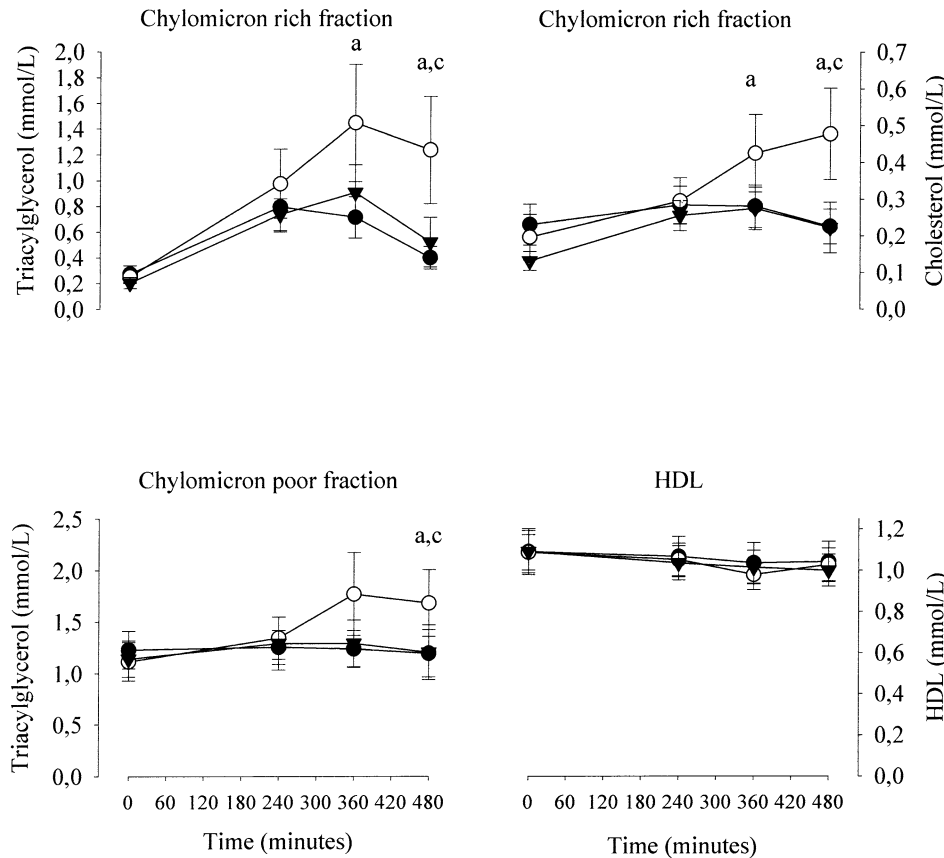 Chylomicron rich fraction
Chylomicron rich fraction
Triacylglycerol (mmol/L)
2,0
1,8
1,6
1,4
1,2
1,0
0,8
0,6
0,4
0,2
0,0
a
a,c
a
a,c
0,7
0,6
0,5
0,4
0,3
0,2
0,1
0,0
Cholesterol (mmol/L)
Chylomicron poor fraction
HDL
Triacylglycerol (mmol/L)
2,5
2,0
1,5
1,0
0,5
0,0
a,c
1,2
1,0
0,8
0,6
0,4
0,2
0,0
HDL (mmol/L)
0 60 120 180 240 300 360 420 480
0 60 120 180 240 300 360 420 480
Time (minutes)
Time (minutes)